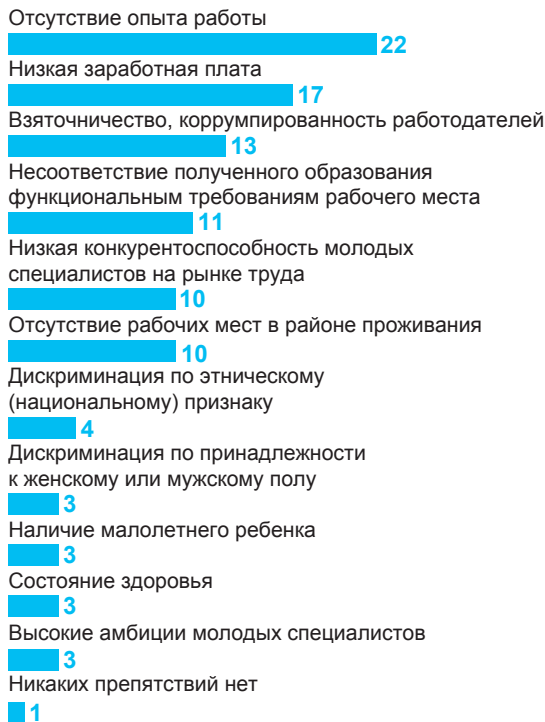 Отсутствие опыта работы
22
Низкая заработная плата
17
Взяточничество, коррумпированность работодателей
13
Несоответствие полученного образования
функциональным требованиям рабочего места
11
Низкая конкурентоспособность молодых
специалистов на рынке труда
10
Отсутствие рабочих мест в районе проживания
10
Дискриминация по этническому
(национальному) признаку
4
Дискриминация по принадлежности
к женскому или мужскому полу
3
Наличие малолетнего ребенка
3
Состояние здоровья
3
Высокие амбиции молодых специалистов
3
Никаких препятствий нет
1